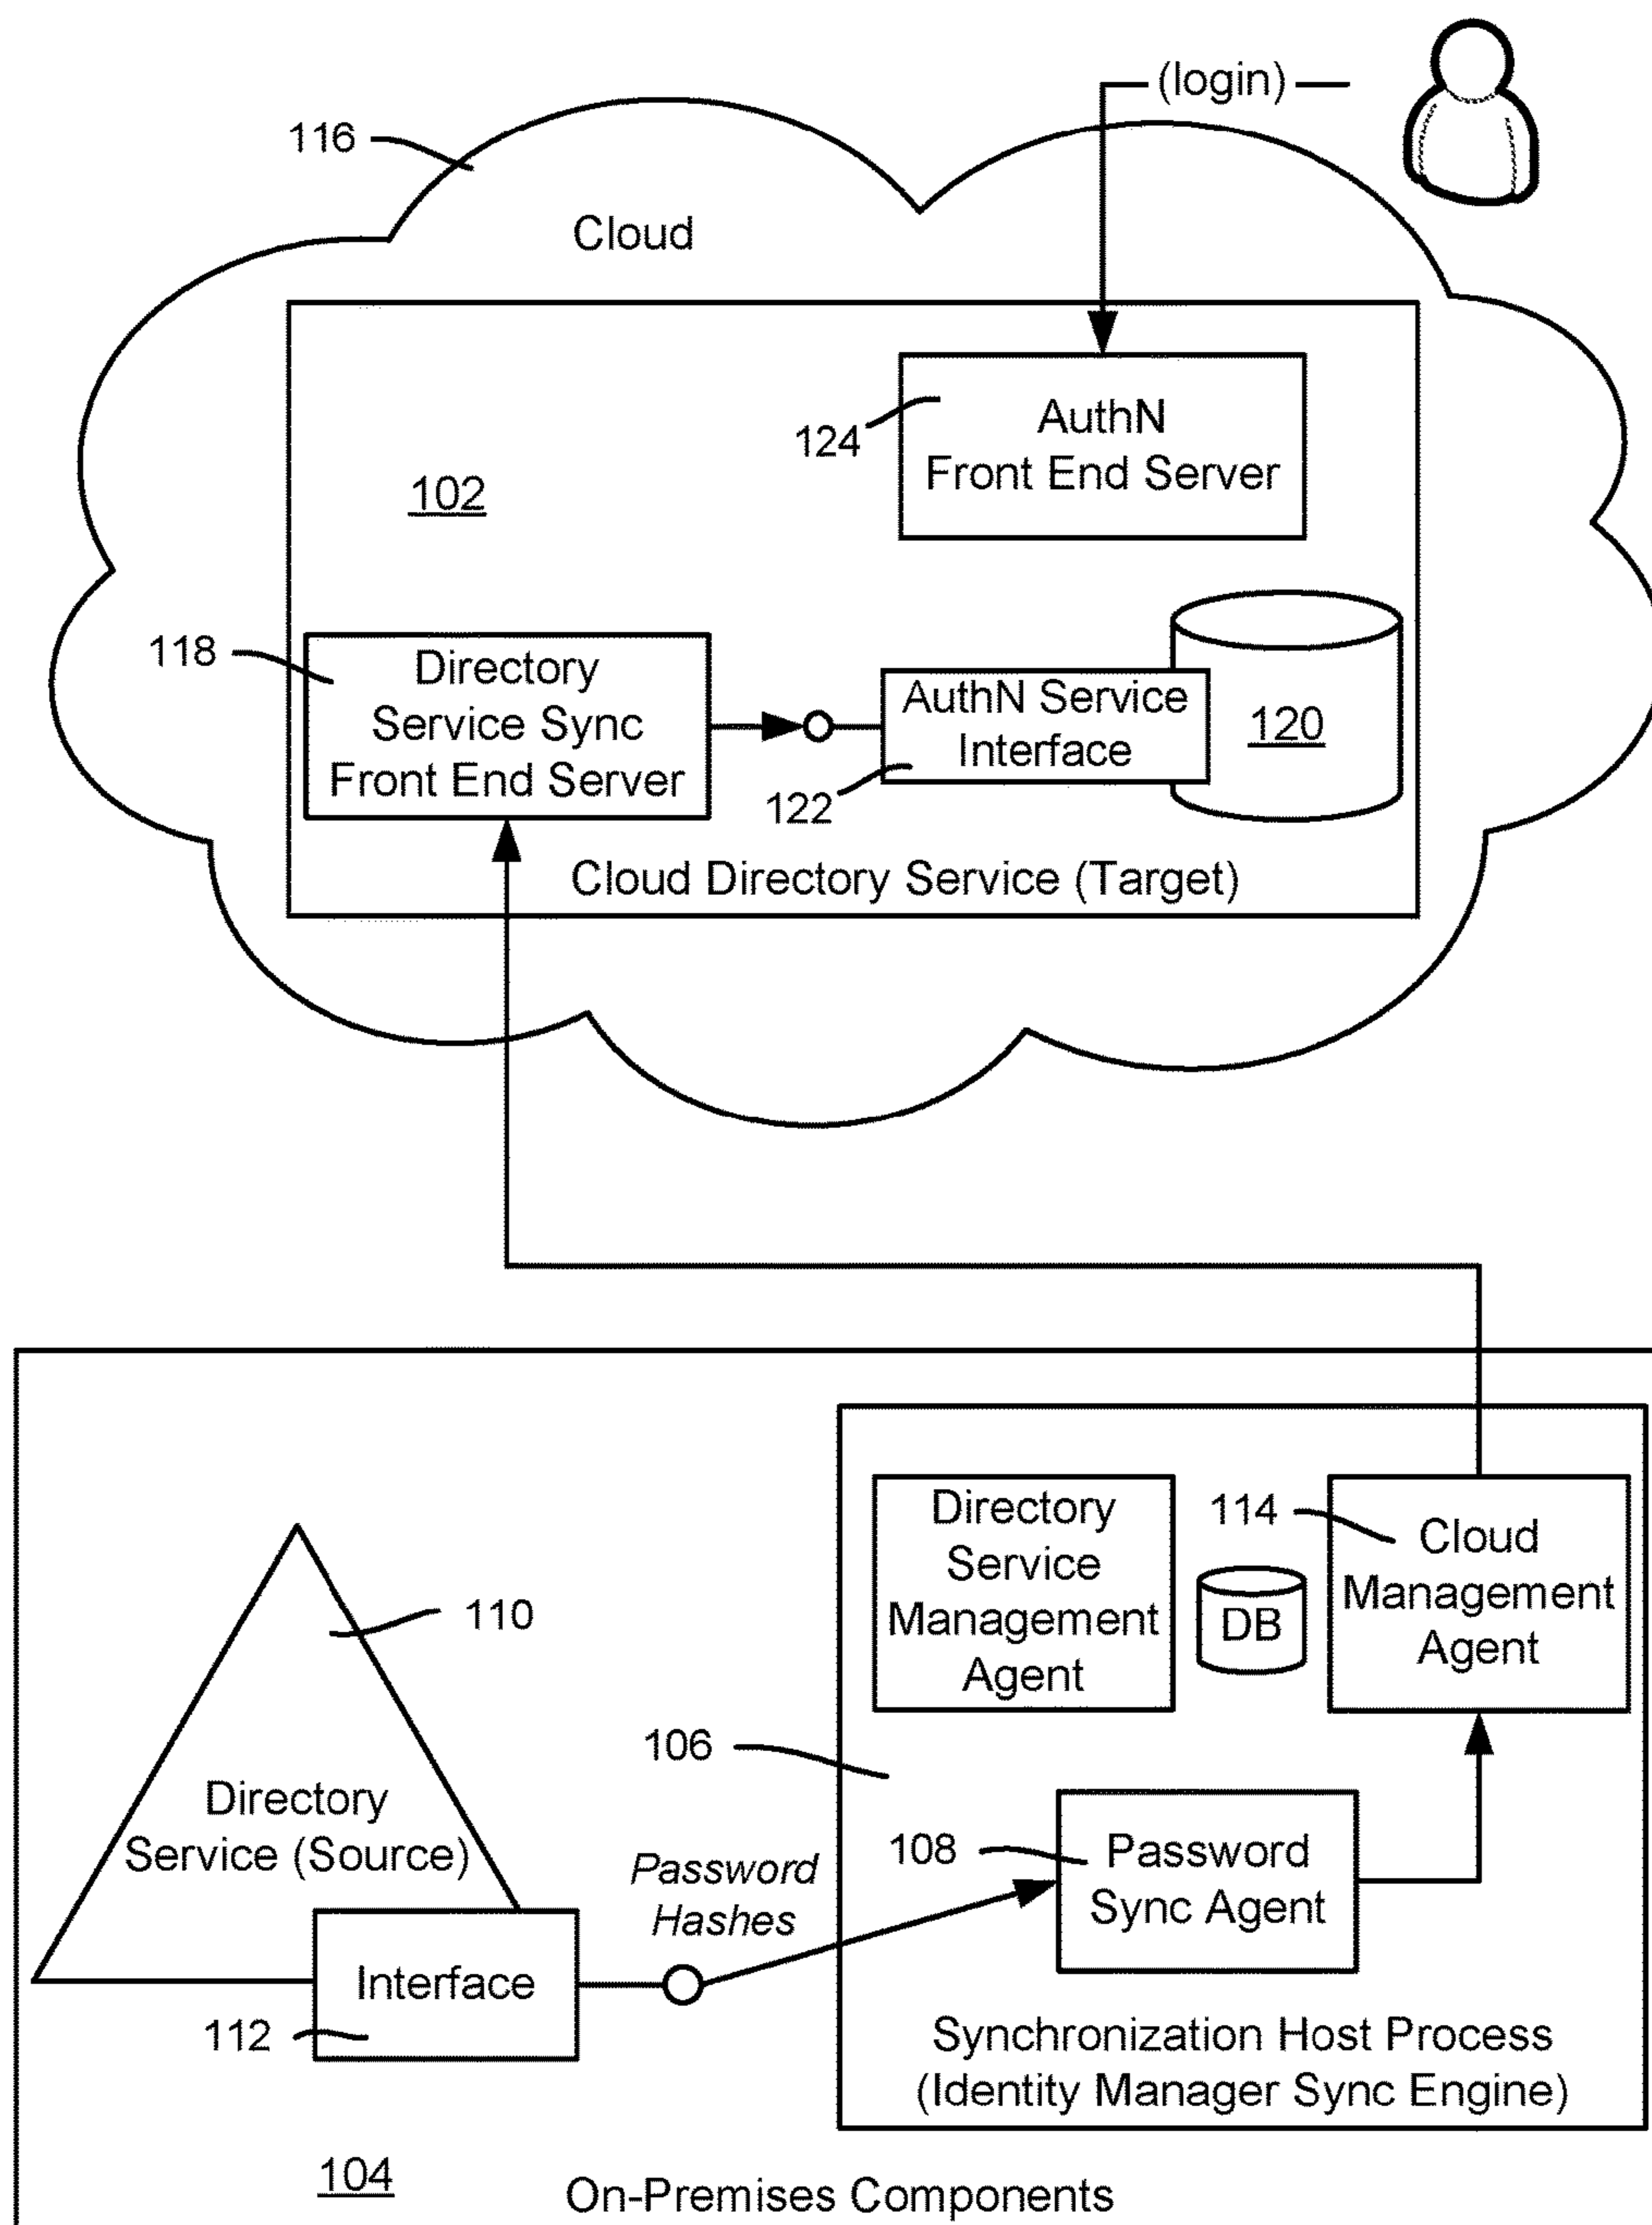 (login)
116
Cloud
124
AuthN
Front End Server
102
118
Directory
Service Sync
Front End Server
AuthN Service
Interface
120
122
Cloud Directory Service (Target)
Directory
Service
Management
Agent
114
DB
Cloud
Management
Agent
110
106
Directory
Service (Source)
Password
Hashes
108
Password
Sync Agent
Interface
112
Synchronization Host Process
(Identity Manager Sync Engine)
104
On-Premises Components